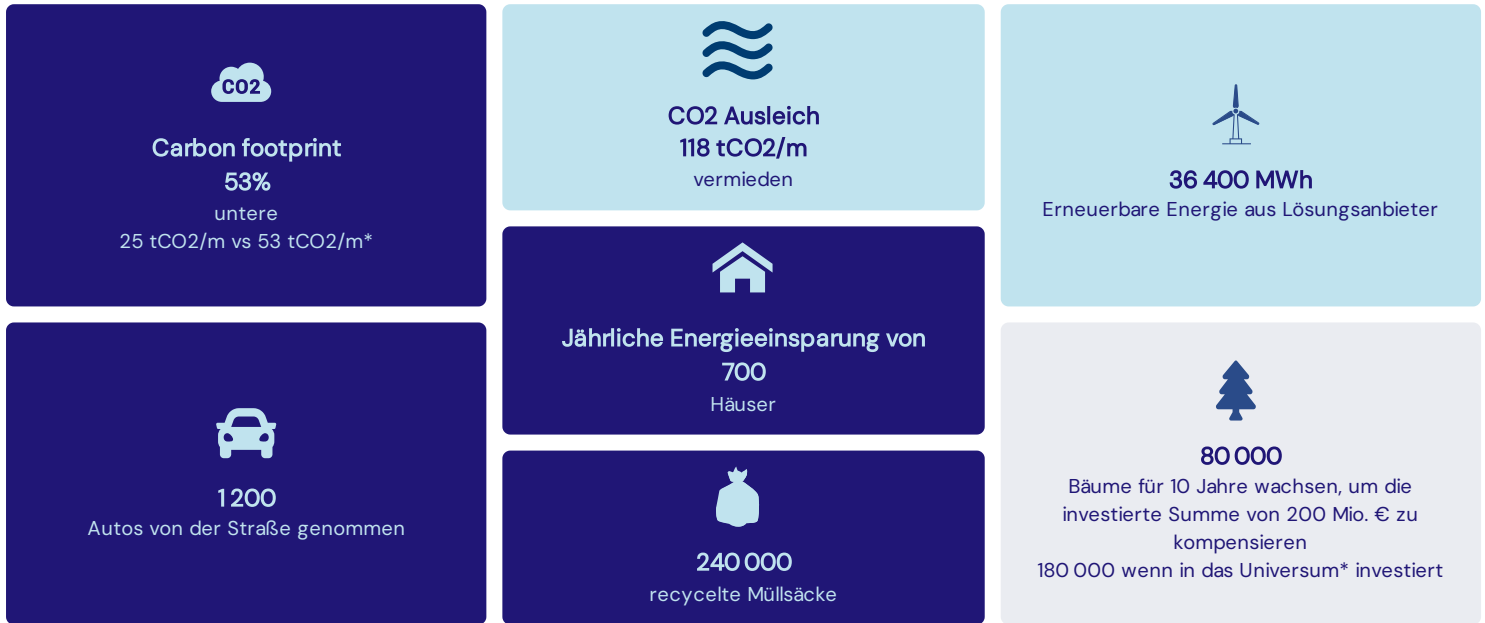 CO2
Carbon footprint
53%
untere
25 tCO2/m vs 53 tCO2/m*
CO2 Ausleich
118 tCO2/m
vermieden
36 400 MWh
Erneuerbare Energie aus Lösungsanbieter
Jährliche Energieeinsparung von
700
Häuser
1 200
Autos von der Straße genommen
240 000
recycelte Müllsäcke
80 000
Bäume für 10 Jahre wachsen, um die
investierte Summe von 200 Mio. € zu
kompensieren
180 000 wenn in das Universum* investiert